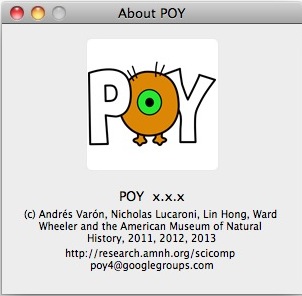 About POY
POY
POY x.x.x
(c) Andrés Varón, Nicholas Lucaroni, Lin Hong, Ward
Wheeler and the American Museum of Natural
History, 2011, 2012, 2013
http://research.amnh.org/scicomp
poy4@googlegroups.com